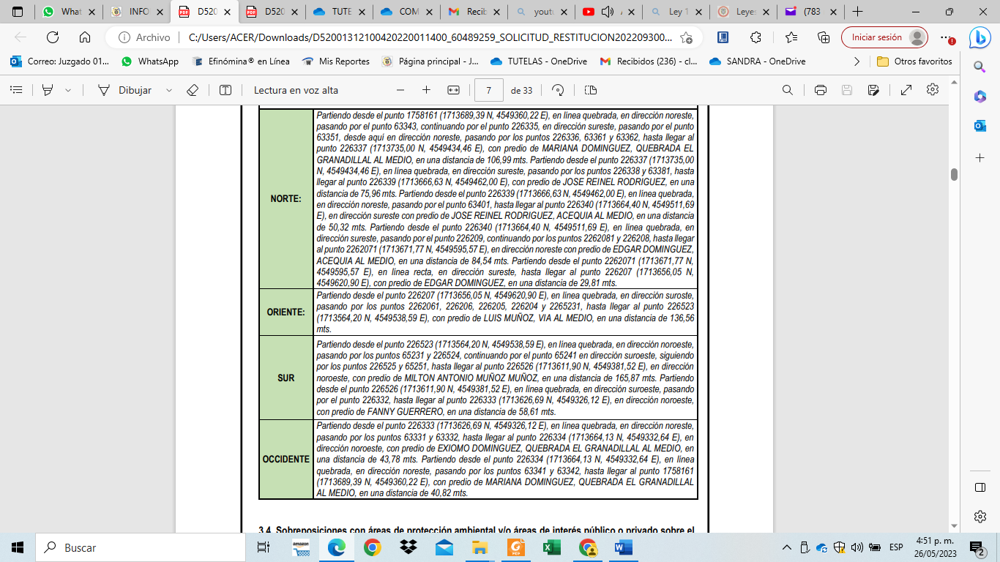 What
INFO
D520
D520
TUTE
COM
Recib
youtu
Ley 1
Leyes
(783
Archivo
C:/Users/ACER/Downloads/D52001312100420220011400_60489259_SOLICITUD_RESTITUCION202209300...
Iniciar sesión
Correo: Juzgado 01...
WhatsApp
Efinómina® en Línea
Mis Reportes
Página principal - J...
TUTELAS - OneDrive
Recibidos (236) - cl...
SANDRA - OneDrive
Otros favoritos
Dibujar
Lectura en voz alta
7
de 33
NORTE:
Partiendo desde el punto 1758161 (1713689,39 N, 4549360,22 E), en línea quebrada, en dirección noreste,
pasando por el punto 63343, continuando por el punto 226335, en dirección sureste, pasando por el punto
63351, desde aquí en dirección noreste, pasando por los puntos 226336, 63361 y 63362, hasta llegar al
punto 226337 (1713735,00 N, 4549434,46 E), con predio de MARIANA DOMINGUEZ, QUEBRADA EL
GRANADILLAL AL MEDIO, en una distancia de 106,99 mts. Partiendo desde el punto 226337 (1713735,00
N, 4549434,46 E), en línea quebrada, en dirección sureste, pasando por los puntos 226338 y 63381, hasta
llegar al punto 226339 (1713666,63 N, 4549462,00 E), con predio de JOSE REINEL RODRIGUEZ, en una
distancia de 75,96 mts. Partiendo desde el punto 226339 (1713666,63 N, 4549462,00 E), en línea quebrada,
en dirección noreste, pasando por el punto 63401, hasta llegar al punto 226340 (1713664,40 N, 4549511,69
E), en dirección sureste con predio de JOSE REINEL RODRIGUEZ, ACEQUIA AL MEDIO, en una distancia
de 50,32 mts. Partiendo desde el punto 226340 (1713664,40 N, 4549511,69 E), en línea quebrada, en
dirección sureste, pasando por el punto 226209, continuando por los puntos 2262081 y 226208, hasta llegar
al punto 2262071 (1713671,77 N, 4549595,57 E), en dirección noreste con predio de EDGAR DOMINGUEZ,
ACEQUIA AL MEDIO, en una distancia de 84,54 mts. Partiendo desde el punto 2262071 (1713671,77 N,
4549595,57 E), en línea recta, en dirección sureste, hasta llegar al punto 226207 (1713656,05 N,
4549620,90 E), con predio de EDGAR DOMINGUEZ, en una distancia de 29,81 mts.
ORIENTE:
Partiendo desde el punto 226207 (1713656,05 N, 4549620,90 E), en línea quebrada, en dirección suroste,
pasando por los puntos 2262061, 226206, 226205, 226204 y 2265231, hasta llegar al punto 226523
(1713564,20 N, 4549538,59 E), con predio de LUIS MUÑOZ, VIA AL MEDIO, en una distancia de 136,56
mts.
SUR
Partiendo desde el punto 226523 (1713564,20 N, 4549538,59 E), en línea quebrada, en dirección noroeste,
pasando por los puntos 65231 y 226524, continuando por el punto 65241 en dirección suroeste, siguiendo
por los puntos 226525 y 65251, hasta llegar al punto 226526 (1713611,90 N, 4549381,52 E), en dirección
noroeste, con predio de MILTON ANTONIO MUÑOZ MUÑOZ, en una distancia de 165,87 mts. Partiendo
desde el punto 226526 (1713611,90 N, 4549381,52 E), en línea quebrada, en dirección suroeste, pasando
por el punto 226332, hasta llegar al punto 226333 (1713626,69 N, 4549326,12 E), en dirección noroeste,
con predio de FANNY GUERRERO, en una distancia de 58,61 mts.
OCCIDENTE
Partiendo desde el punto 226333 (1713626,69 N, 4549326,12 E), en línea quebrada, en dirección noreste,
pasando por los puntos 63331 y 63332, hasta llegar al punto 226334 (1713664,13 N, 4549332,64 E), en
dirección noroeste, con predio de EXIOMO DOMÍNGUEZ, QUEBRADA EL GRANADILLAL AL MEDIO, en
una distancia de 43,78 mts. Partiendo desde el punto 226334 (1713664,13 N, 4549332,64 E), en línea
quebrada, en dirección noreste, pasando por los puntos 63341 y 63342, hasta llegar al punto 1758161
(1713689,39 N, 4549360,22 E), con predio de MARIANA DOMINGUEZ, QUEBRADA EL GRANADILLAL
AL MEDIO, en una distancia de 40,82 mts.
3.4. Sobreposiciones con áreas de protección ambiental y/o áreas de interés público o privado sobre el
Buscar
amazon
ESP
4:51 p. m.
26/05/2023
2